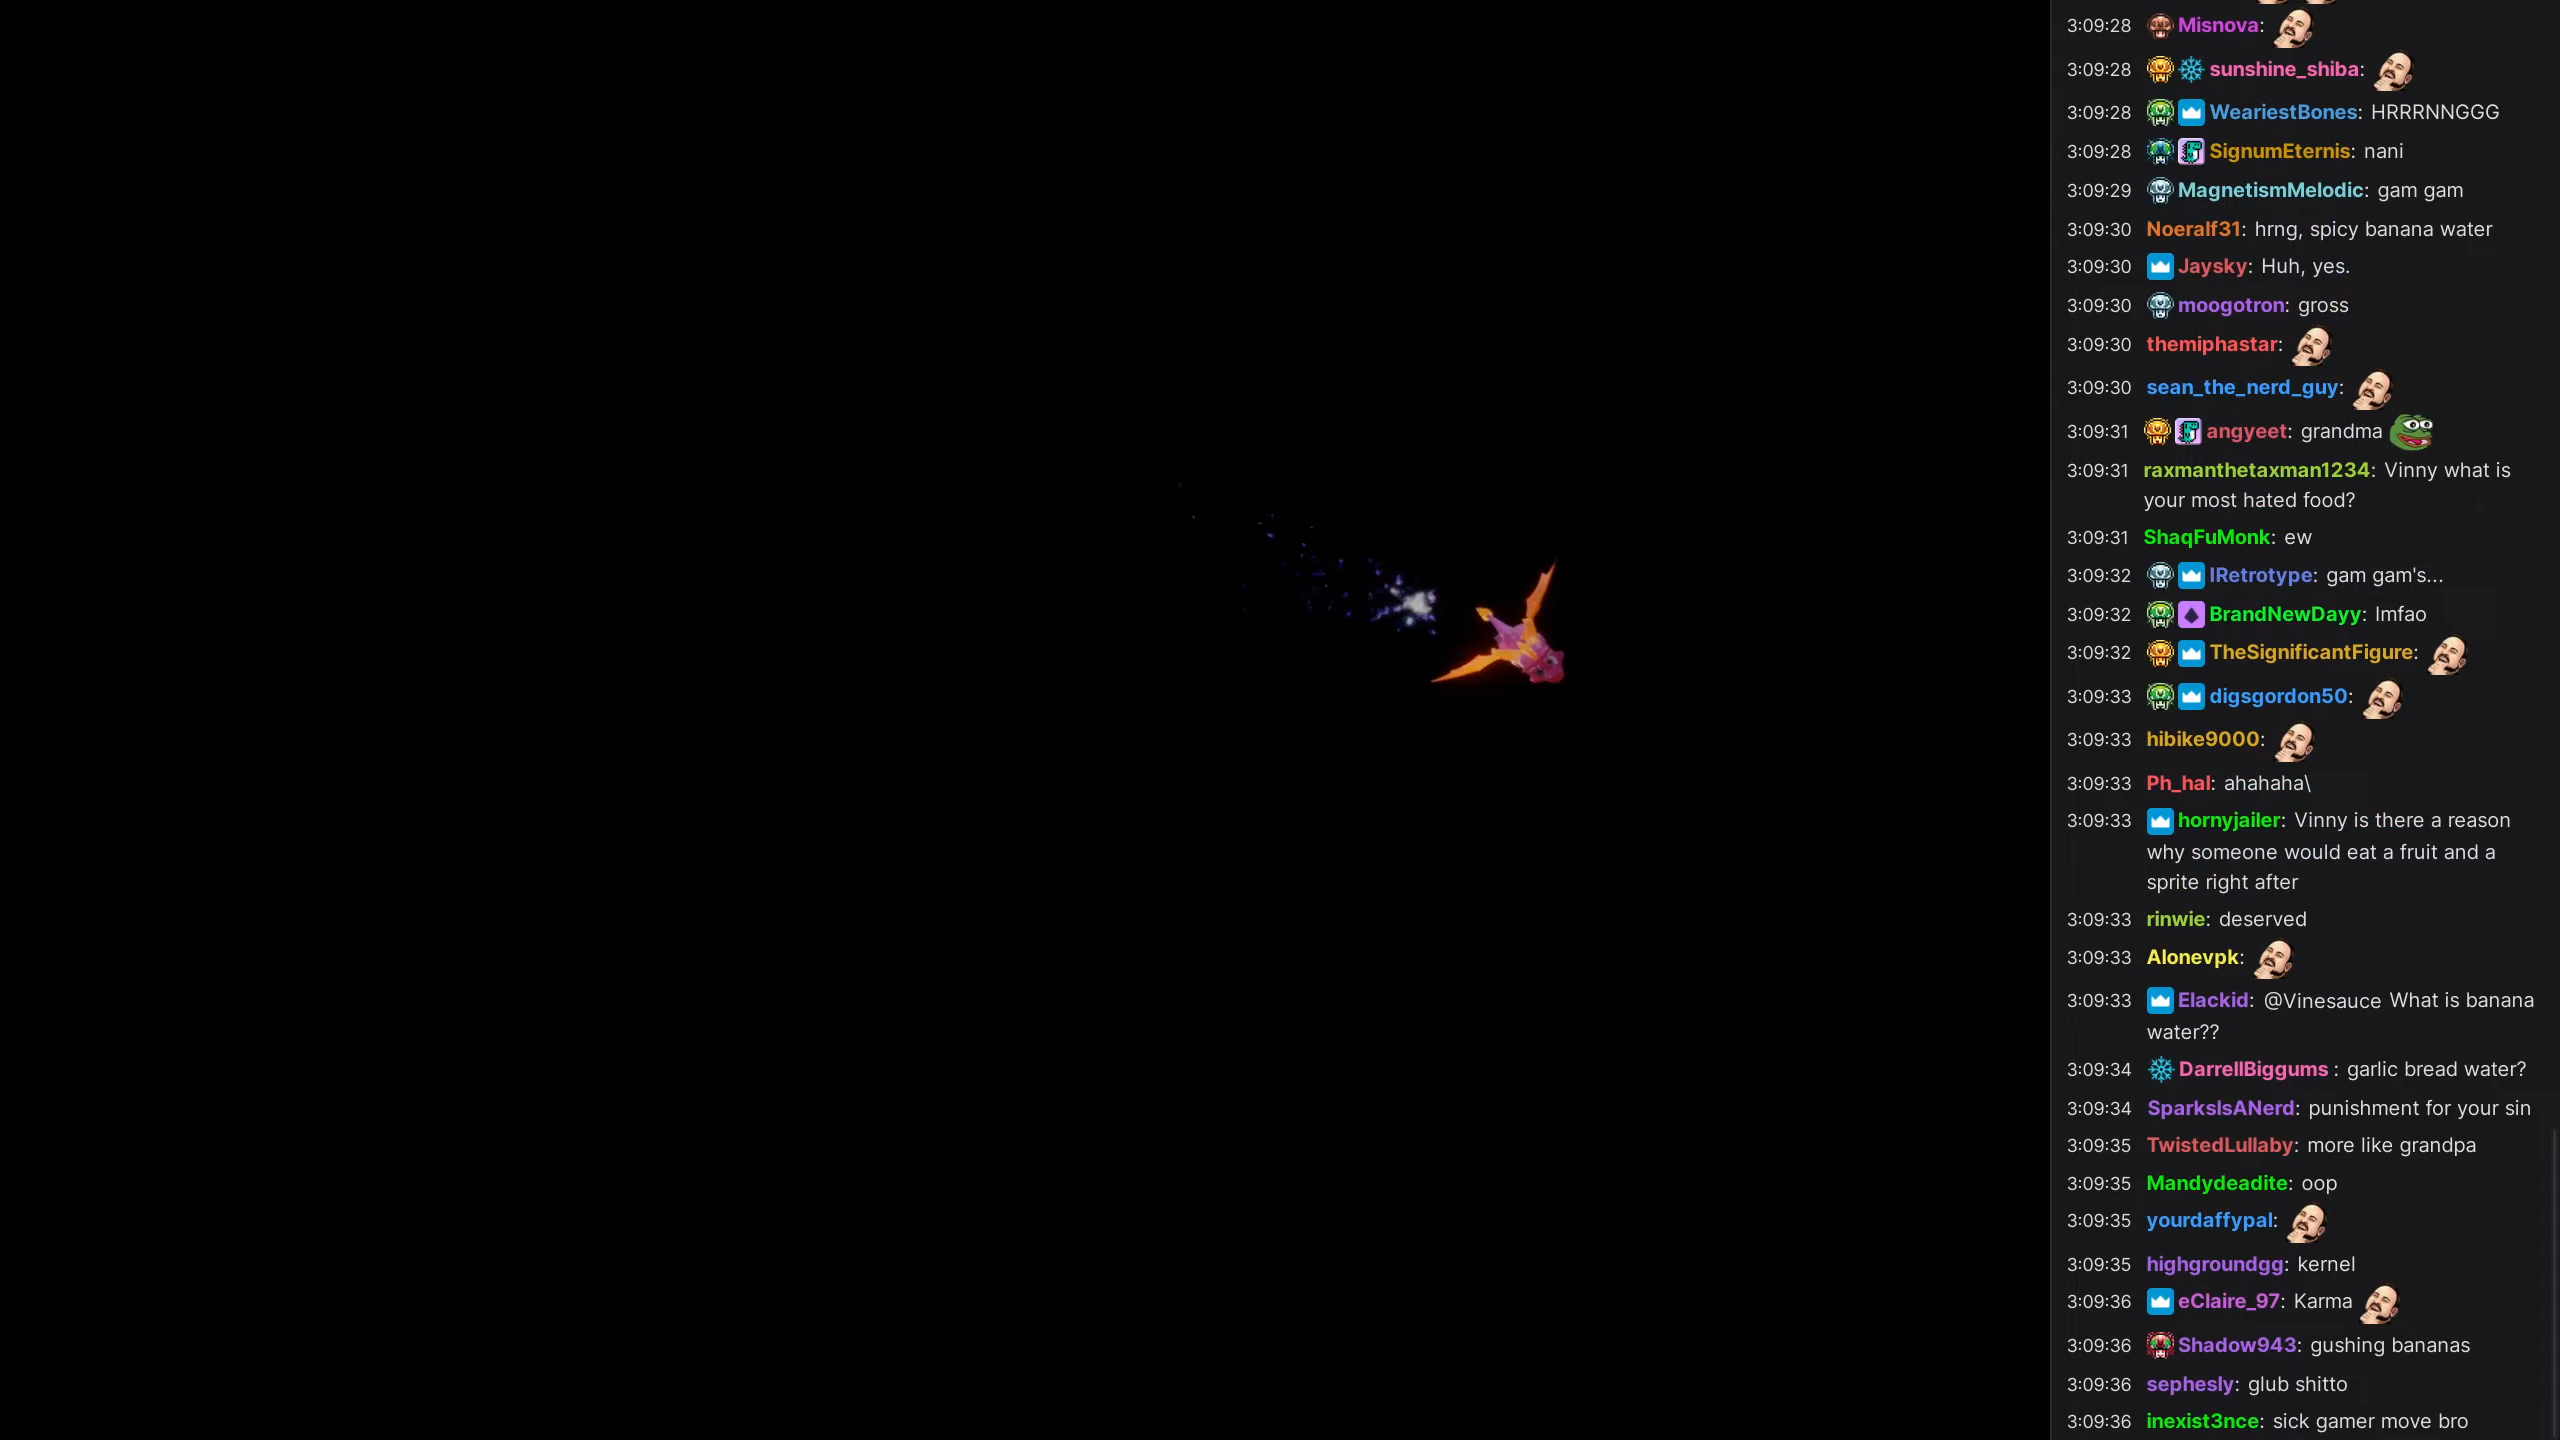 3:09:28 Misnova:
3:09:28 sunshine_shiba:
3:09:28 WeariestBones: HRRRNNGGG
3:09:28 SignumEternis: nani
3:09:29 MagnetismMelodic: gam gam
3:09:30 Noeralf31: hrng, spicy banana water
3:09:30 Jaysky: Huh, yes.
3:09:30 moogotron: gross
3:09:30 themiphastar:
3:09:30 sean_the_nerd_guy:
3:09:31 angyeet: grandma
3:09:31 raxmanthetaxman1234: Vinny what is
your most hated food?
3:09:31 ShaqFuMonk: ew
3:09:32 IRetrotype: gam gam's...
3:09:32 BrandNewDayy: lmfao
3:09:32 TheSignificantFigure:
3:09:33 digsgordon50:
3:09:33 hibike9000:
3:09:33 Ph_hal: ahahaha\
3:09:33 hornyjailer: Vinny is there a reason
why someone would eat a fruit and a
sprite right after
3:09:33 rinwie: deserved
3:09:33 Alonevpk:
3:09:33 Elackid: @Vinesauce What is banana
water??
3:09:34 DarrellBiggums : garlic bread water?
3:09:34 SparksIsANerd: punishment for your sin
3:09:35 TwistedLullaby: more like grandpa
3:09:35 Mandydeadite: oop
3:09:35 yourdaffypal:
3:09:35 highgroundgg: kernel
3:09:36 eClaire_97: Karma
3:09:36 Shadow943: gushing bananas
3:09:36 sephesly: glub shitto
3:09:36 inexist3nce: sick gamer move bro